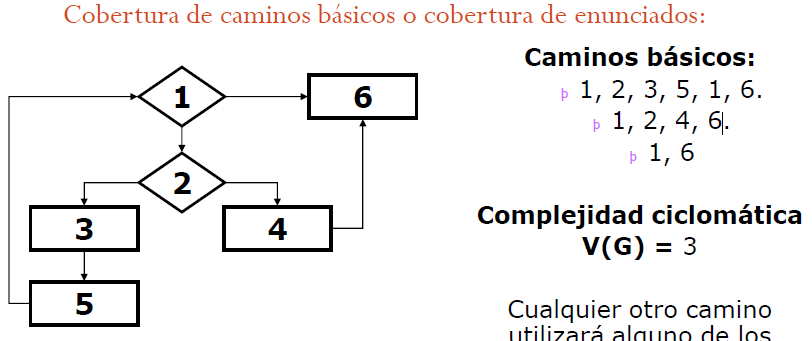 Cobertura de caminos básicos o cobertura de enunciados:
1
6
2
3
4
5
Caminos básicos:
þ 1, 2, 3, 5, 1, 6.
þ 1, 2, 4, 6.
þ 1, 6
Complejidad ciclomática
V(G) = 3
Cualquier otro camino
utilizará alguno de los